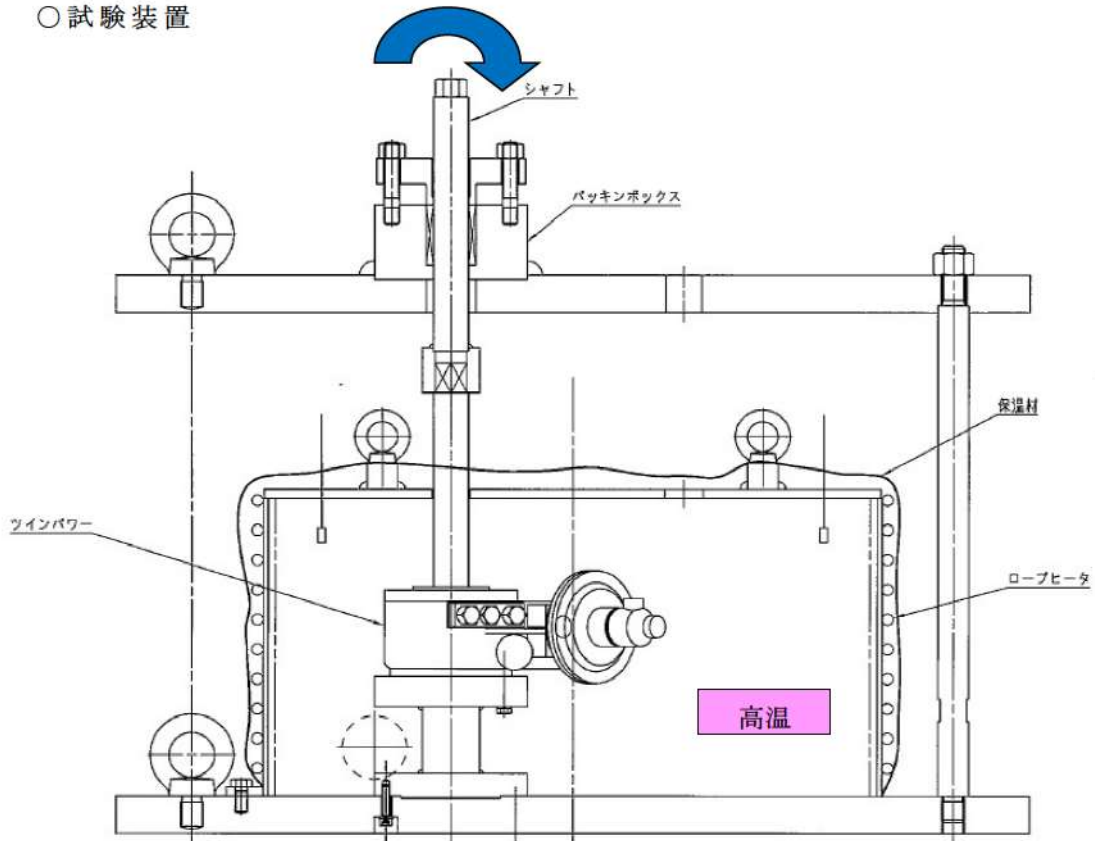 ○試験装置
シャフト
パッキンボックス
保温材
ツインパワー
ロープヒータ
高温